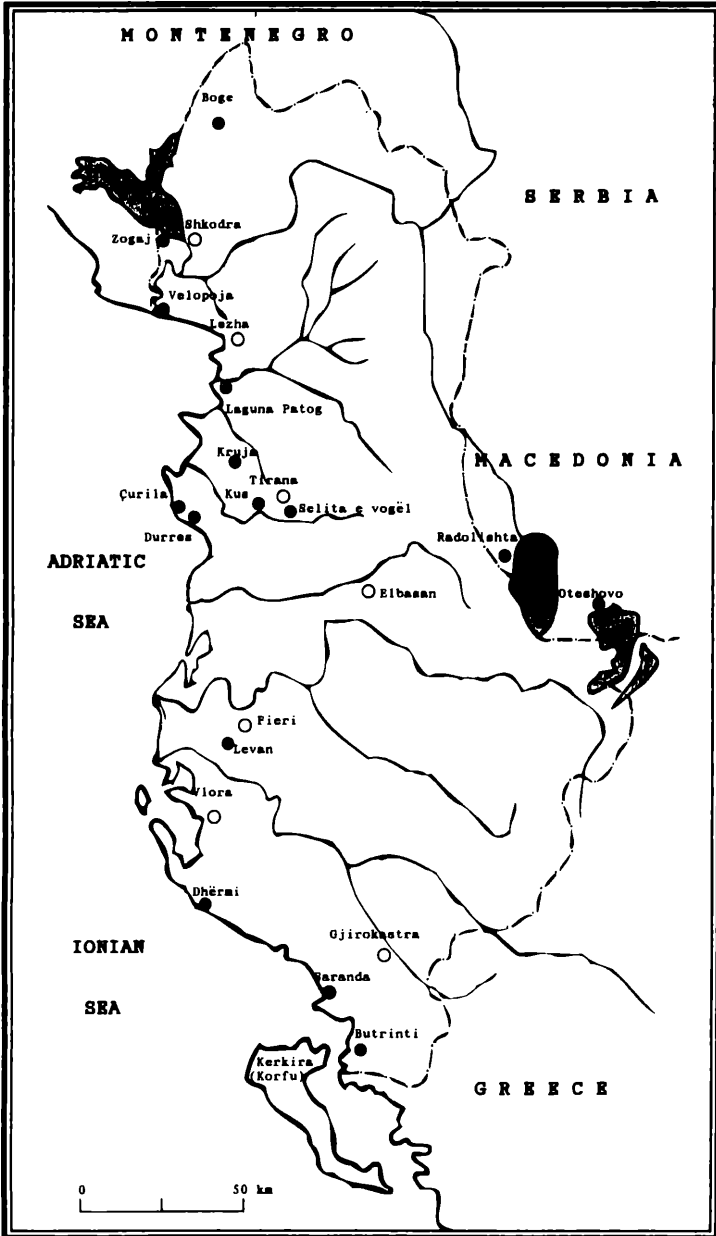 MONTENEGRO
Boge
SERBIA
Shkodra
Zogaj
Velopoja
Lezha
Laguna Patog
Kruja
MACEDONIA
Tirana
Çurila
Kus
Selita e vogël
Durres
Radolishta
ADRIATIC
SEA
Elbasan
Oteshovo
Fieri
Levan
Vlora
Dhërmi
Gjirokastra
IONIAN
SEA
Saranda
Butrinti
Kerkira
(Korfu)
GREECE
0 50 km